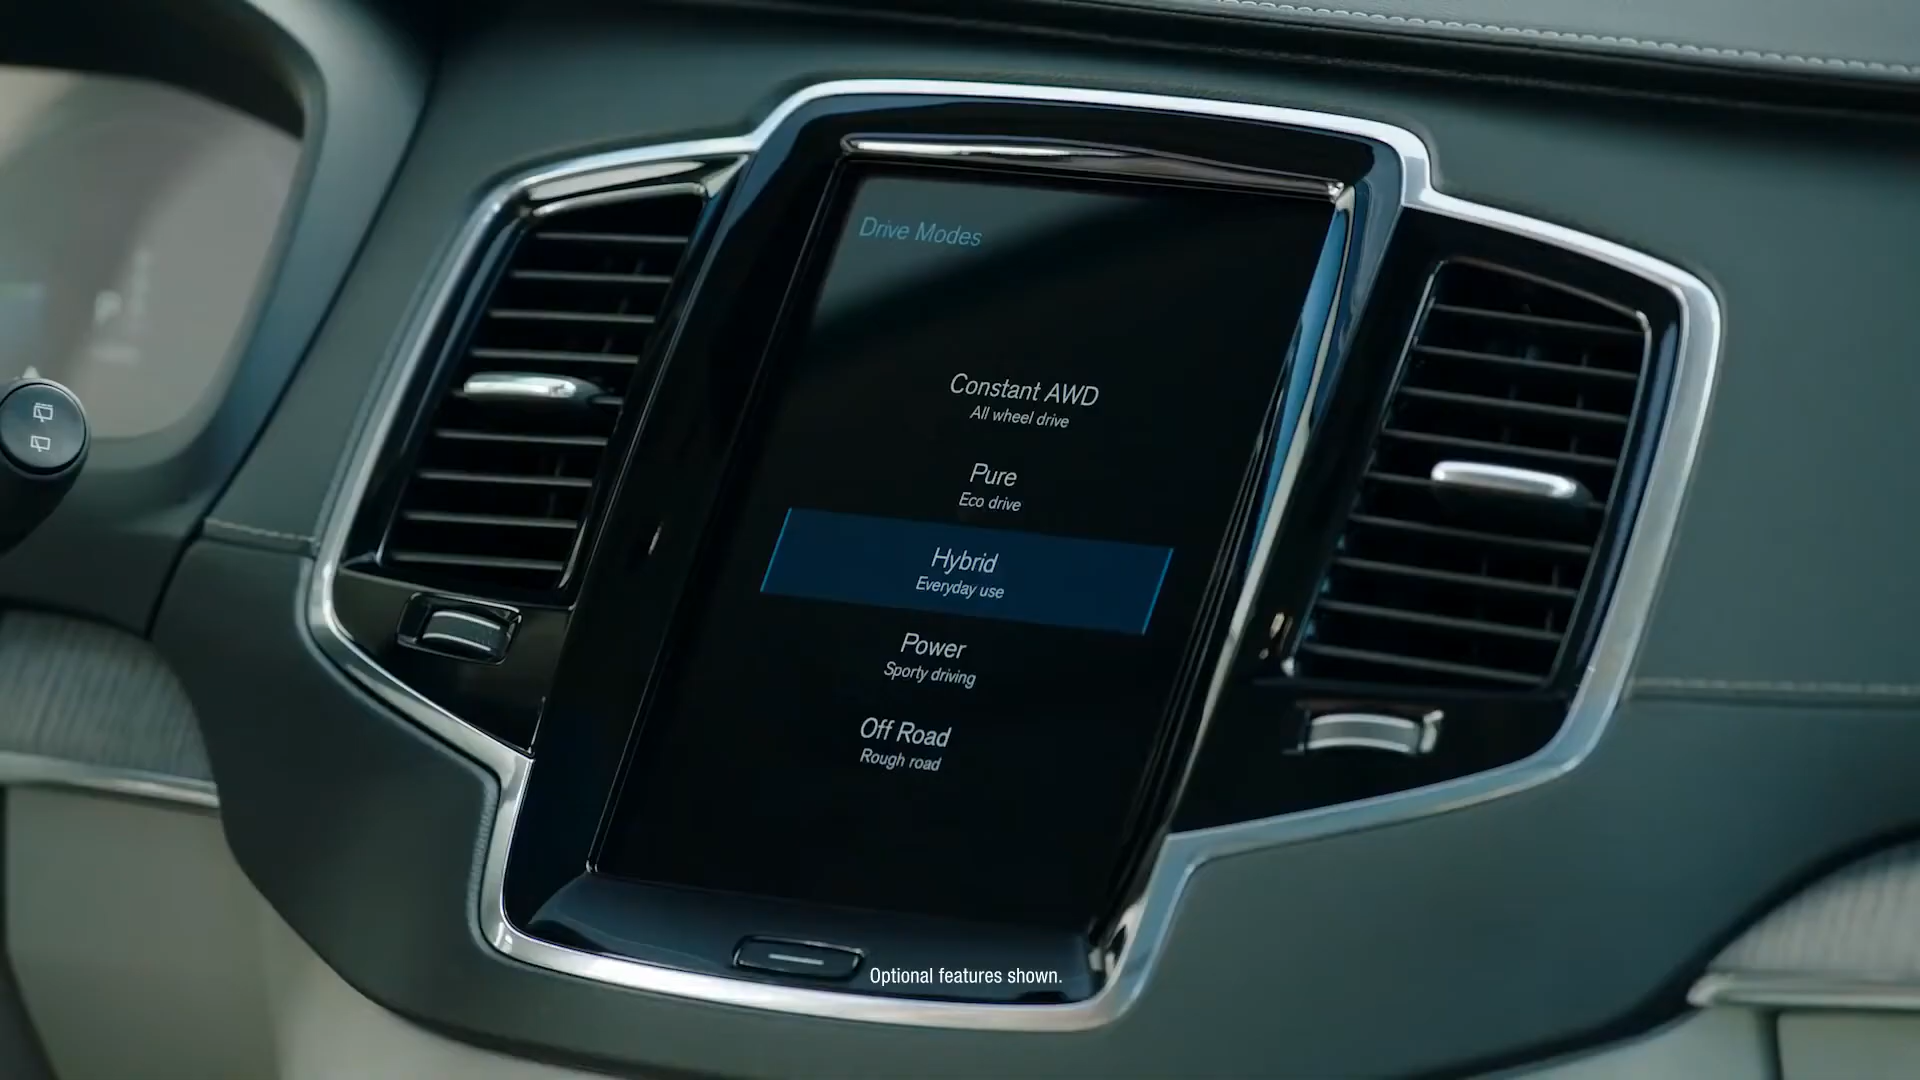 Drive Modes
Constant AWD
All wheel drive
Pure
Eco drive
Hybrid
Everyday use
Power
Sporty driving
Off Road
Rough road
Optional features shown.